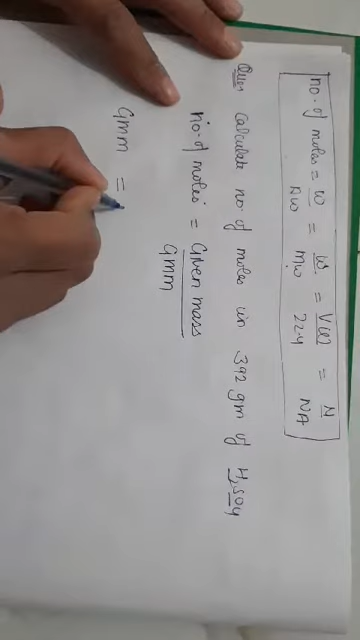 no. of moles = w/AW = w/MW = V(l)/22.4 = N/NA
Ques Calculate no. of moles in 392 gm of H2SO4
no. of moles = Given mass
GMM
GMM =